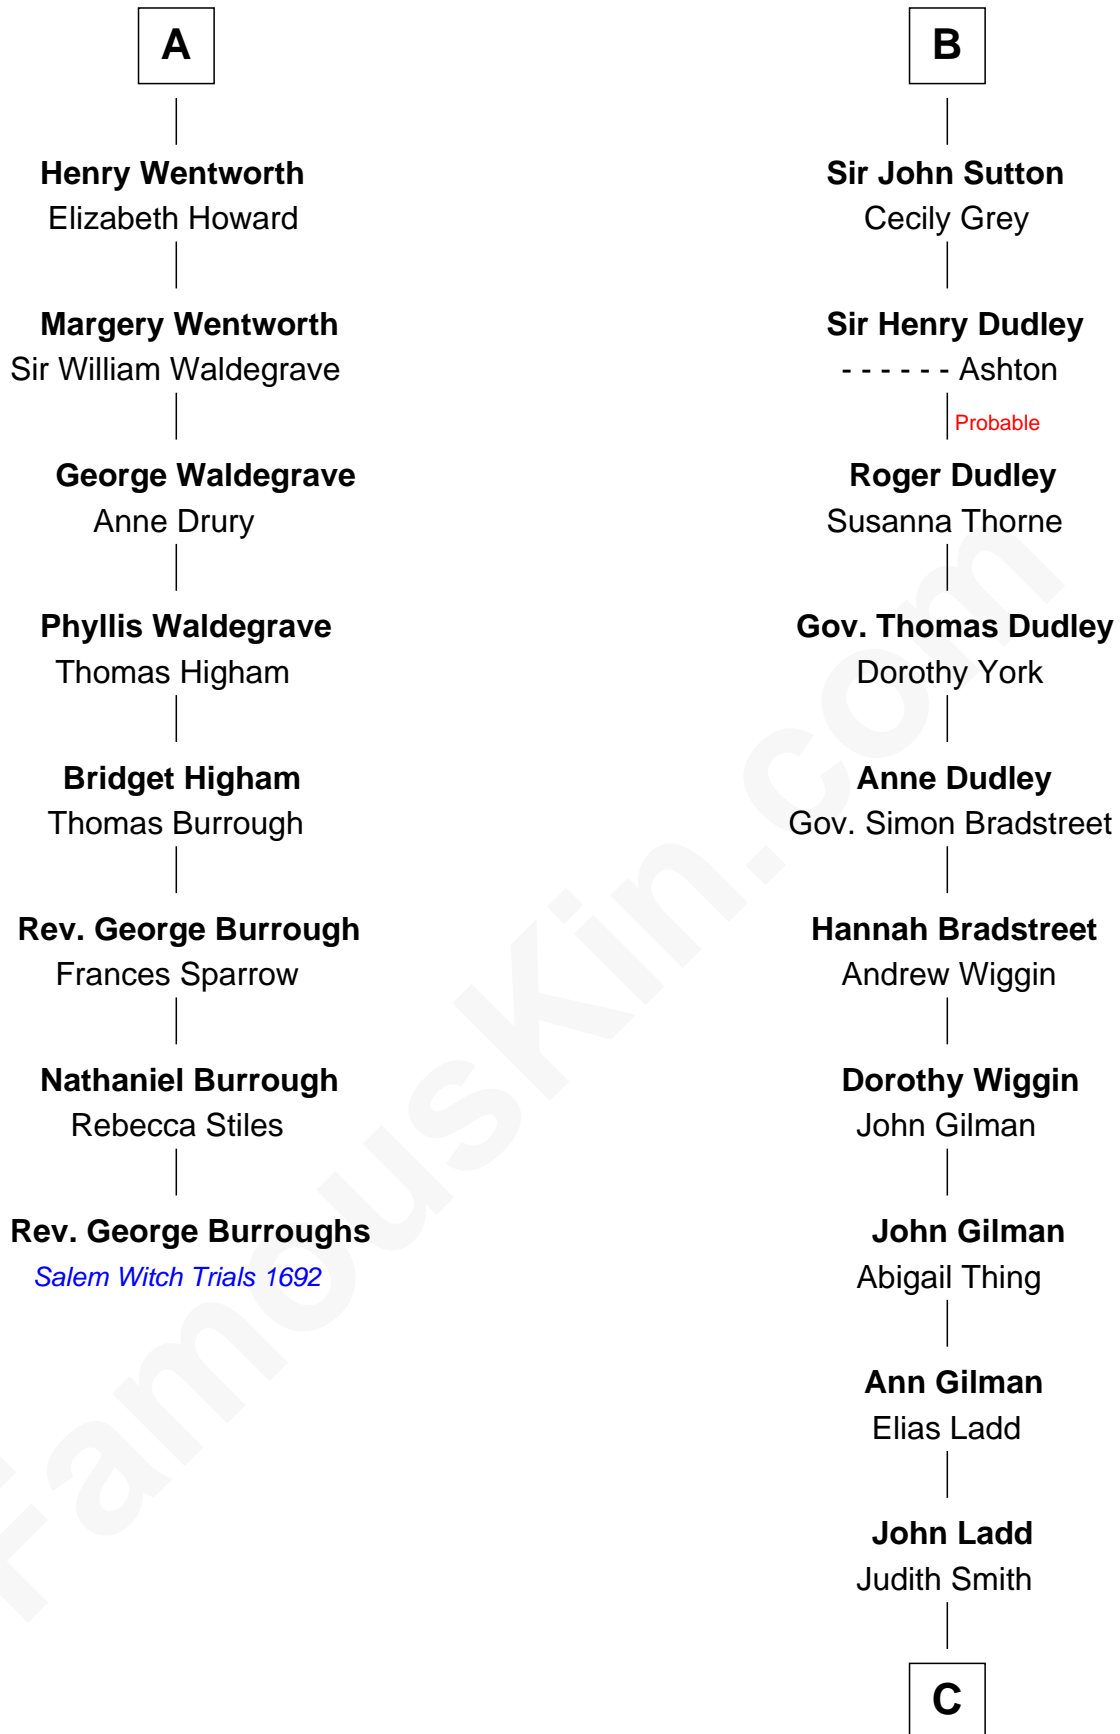 A
Henry Wentworth
Elizabeth Howard
Margery Wentworth
Sir William Waldegrave
George Waldegrave
Anne Drury
Phyllis Waldegrave
Thomas Higham
Bridget Higham
Thomas Burrough
Rev. George Burrough
Frances Sparrow
Nathaniel Burrough
Rebecca Stiles
Rev. George Burroughs
Salem Witch Trials 1692
B
Sir John Sutton
Cecily Grey
Sir Henry Dudley
- - - - - - Ashton
Probable
Roger Dudley
Susanna Thorne
Gov. Thomas Dudley
Dorothy York
Anne Dudley
Gov. Simon Bradstreet
Hannah Bradstreet
Andrew Wiggin
Dorothy Wiggin
John Gilman
John Gilman
Abigail Thing
Ann Gilman
Elias Ladd
John Ladd
Judith Smith
C
FamousKin.com